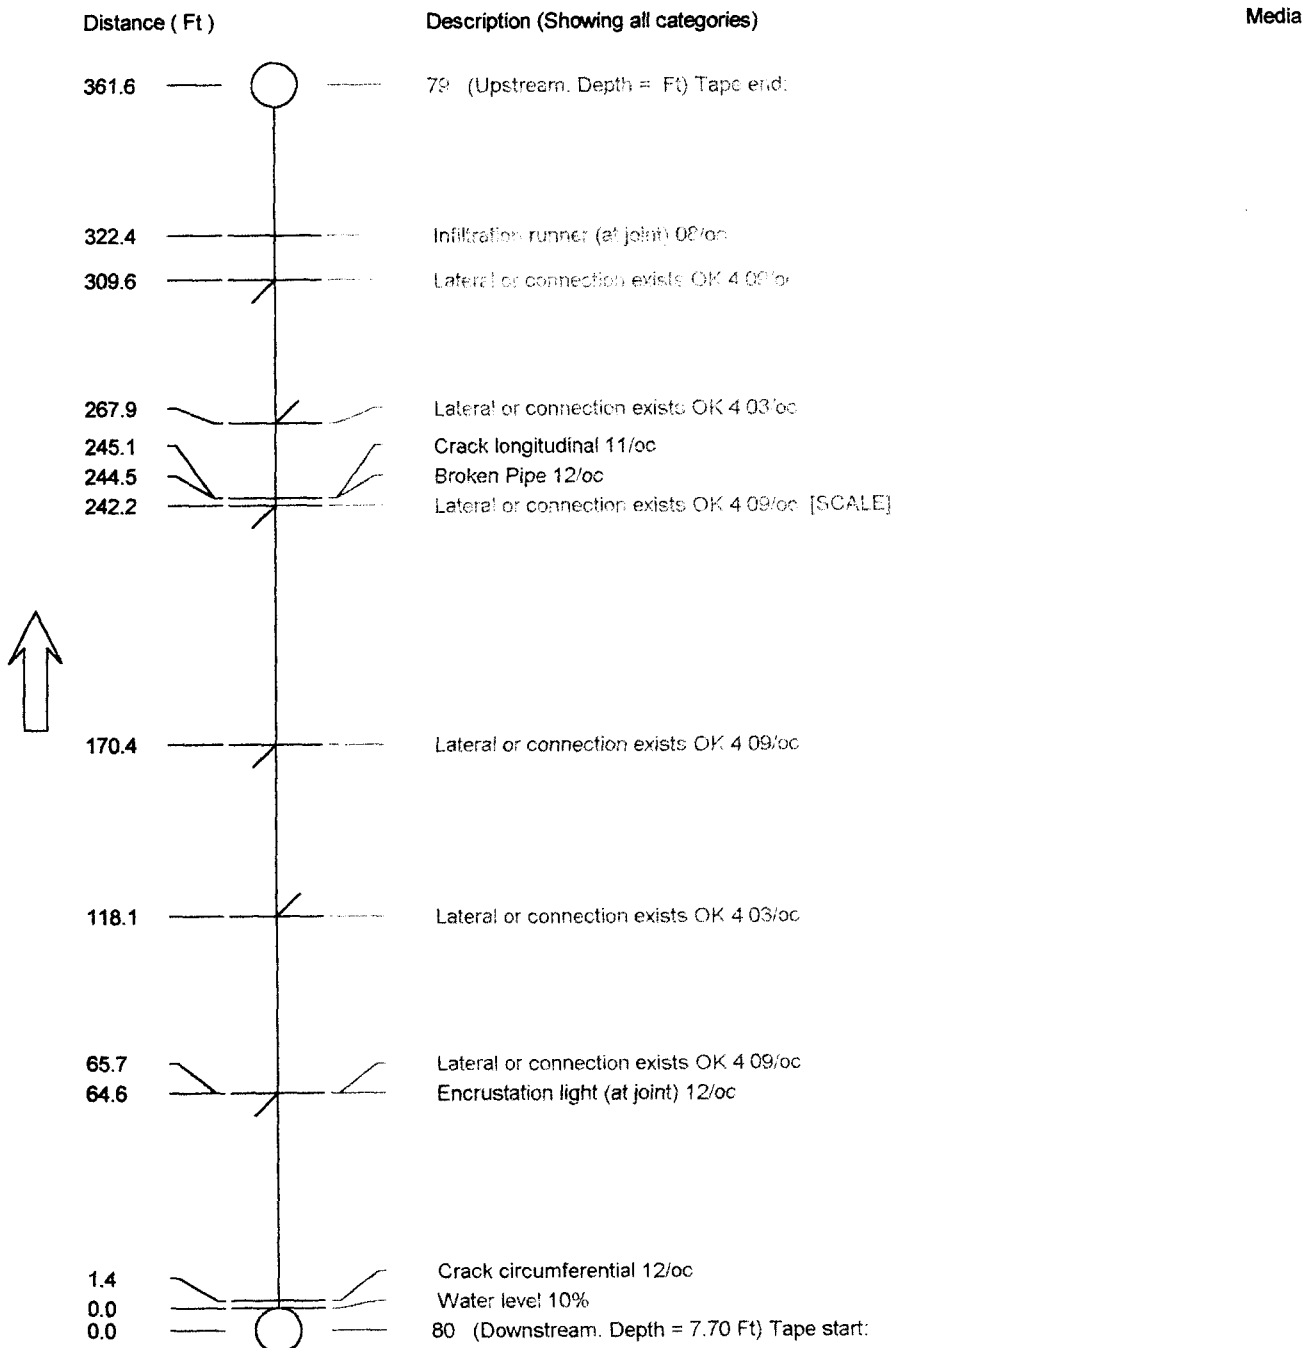 Distance ( Ft ) Description (Showing all categories) Media
361.6 79 (Upstream. Depth = Ft) Tape end:
322.4 Infiltration runner (at joint) 08/oc
309.6 Lateral or connection exists OK 4 09/oc
267.9 Lateral or connection exists OK 4 03/oc
245.1 Crack longitudinal 11/oc
244.5 Broken Pipe 12/oc
242.2 Lateral or connection exists OK 4 09/oc [SCALE]
170.4 Lateral or connection exists OK 4 09/oc
118.1 Lateral or connection exists OK 4 03/oc
65.7 Lateral or connection exists OK 4 09/oc
64.6 Encrustation light (at joint) 12/oc
1.4 Crack circumferential 12/oc
0.0 Water level 10%
0.0 80 (Downstream. Depth = 7.70 Ft) Tape start: